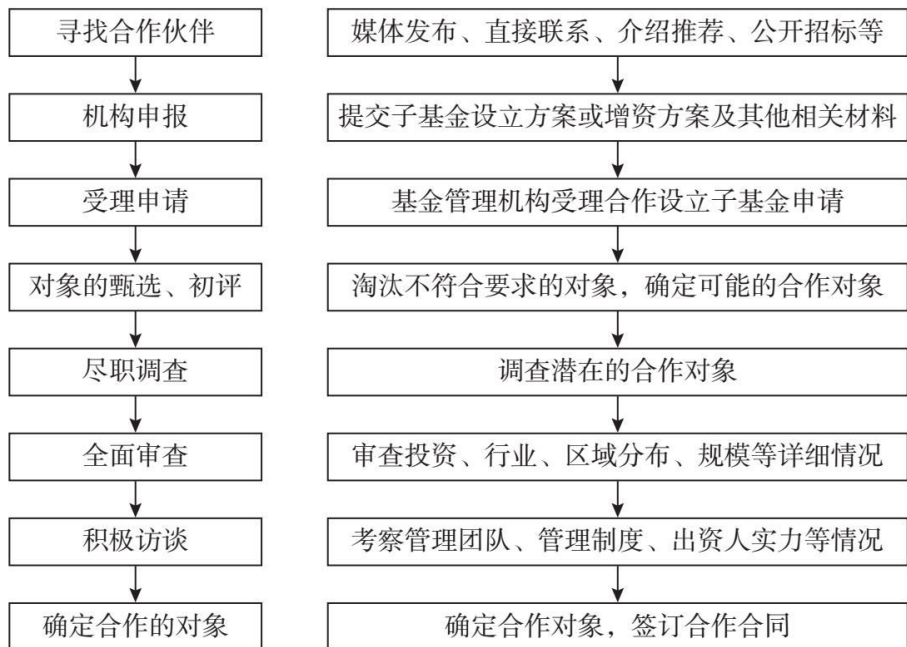 寻找合作伙伴
媒体发布、直接联系、介绍推荐、公开招标等
机构申报
提交子基金设立方案或增资方案及其他相关材料
受理申请
基金管理机构受理合作设立子基金申请
对象的甄选、初评
淘汰不符合要求的对象，确定可能的合作对象
尽职调查
调查潜在的合作对象
全面审查
审查投资、行业、区域分布、规模等详细情况
积极访谈
考察管理团队、管理制度、出资人实力等情况
确定合作的对象
确定合作对象，签订合作合同